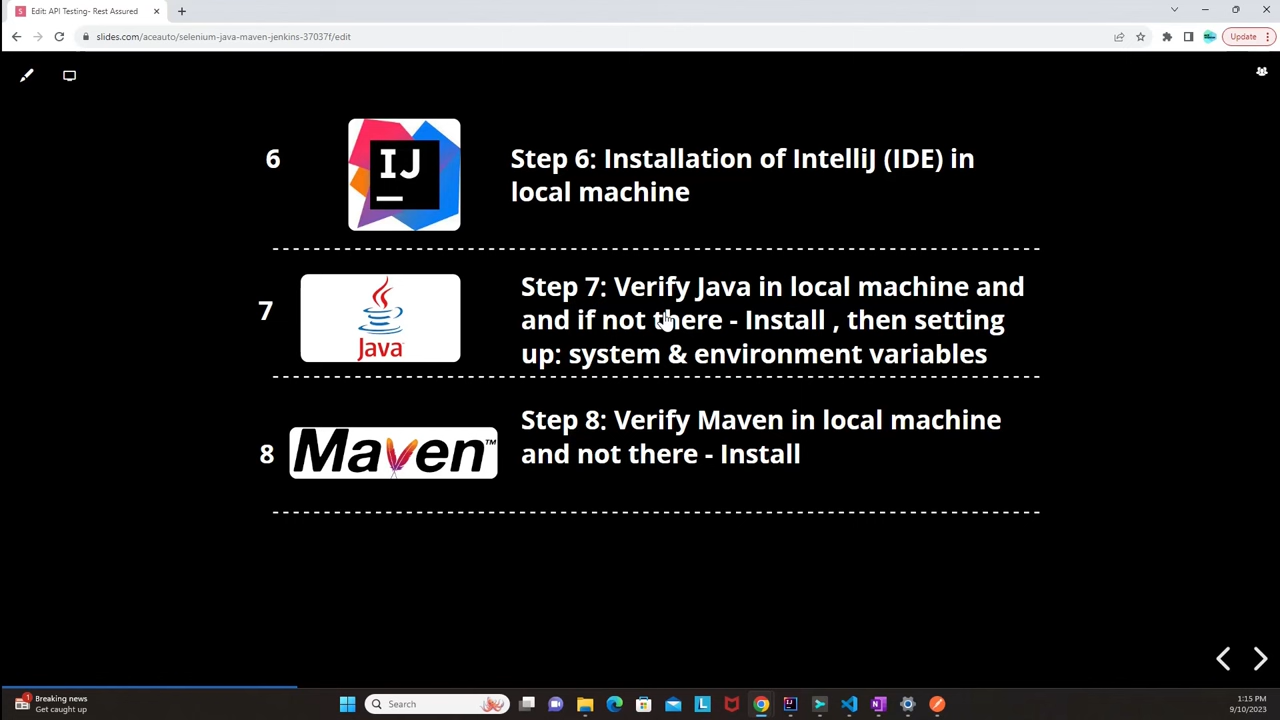 Edit: API Testing- Rest Assured
slides.com/aceauto/selenium-java-maven-jenkins-37037f/edit
Update
6
IJ
Step 6: Installation of IntelliJ (IDE) in
local machine
7
Java
Step 7: Verify Java in local machine and
and if not there - Install , then setting
up: system & environment variables
8
Maven™
Step 8: Verify Maven in local machine
and not there - Install
1
Breaking news
Get caught up
Search
1:15 PM
9/10/2023